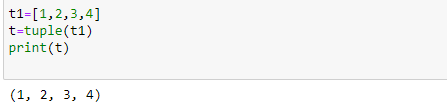 t1=[1,2,3,4]
t=tuple(t1)
print(t)
(1, 2, 3, 4)